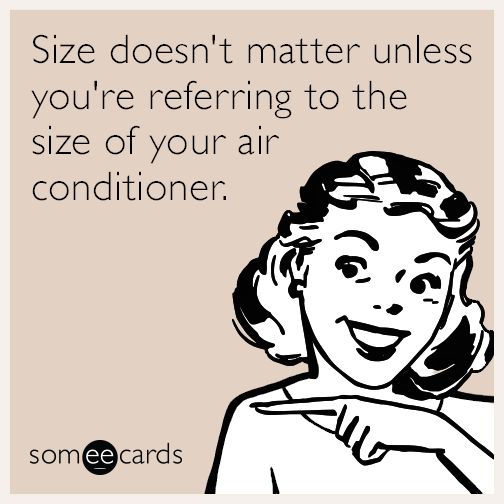 Size doesn't matter unless
you're referring to the
size of your air
conditioner.
someecards